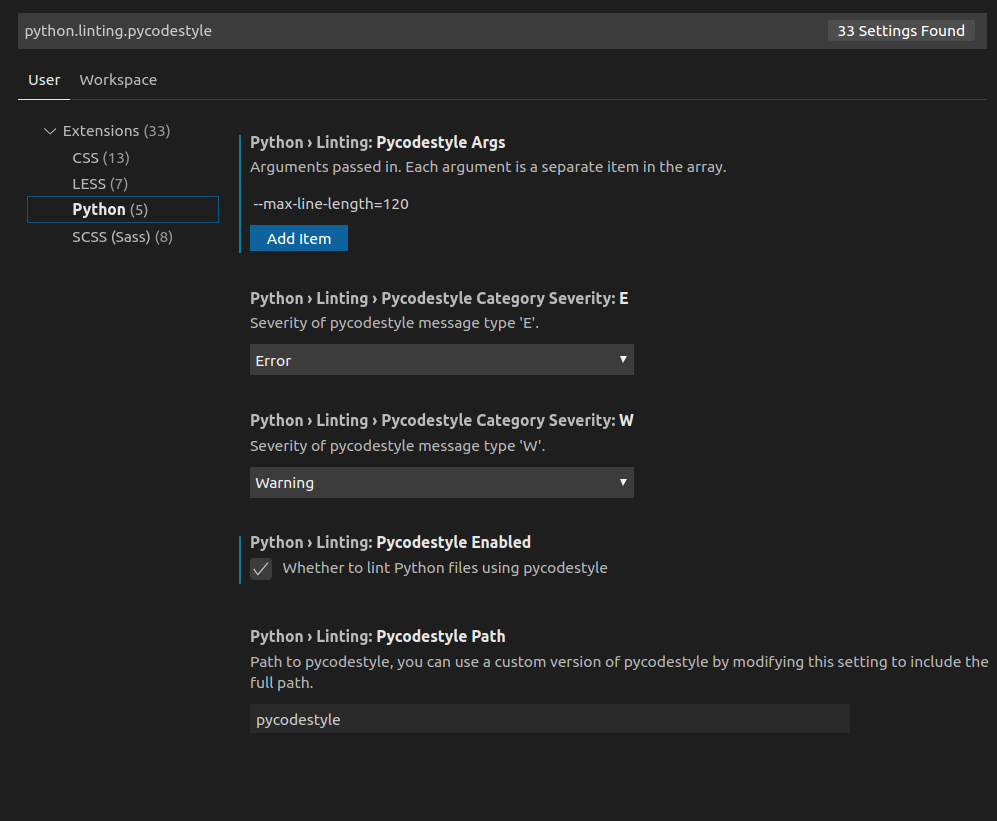 python.linting.pycodestyle
33 Settings Found
User Workspace
Extensions (33)
CSS (13)
LESS (7)
Python (5)
SCSS (Sass) (8)
Python › Linting: Pycodestyle Args
Arguments passed in. Each argument is a separate item in the array.
--max-line-length=120
Add Item
Python › Linting › Pycodestyle Category Severity: E
Severity of pycodestyle message type 'E'.
Error
Python › Linting › Pycodestyle Category Severity: W
Severity of pycodestyle message type 'W'.
Warning
Python › Linting: Pycodestyle Enabled
Whether to lint Python files using pycodestyle
Python › Linting: Pycodestyle Path
Path to pycodestyle, you can use a custom version of pycodestyle by modifying this setting to include the
full path.
pycodestyle